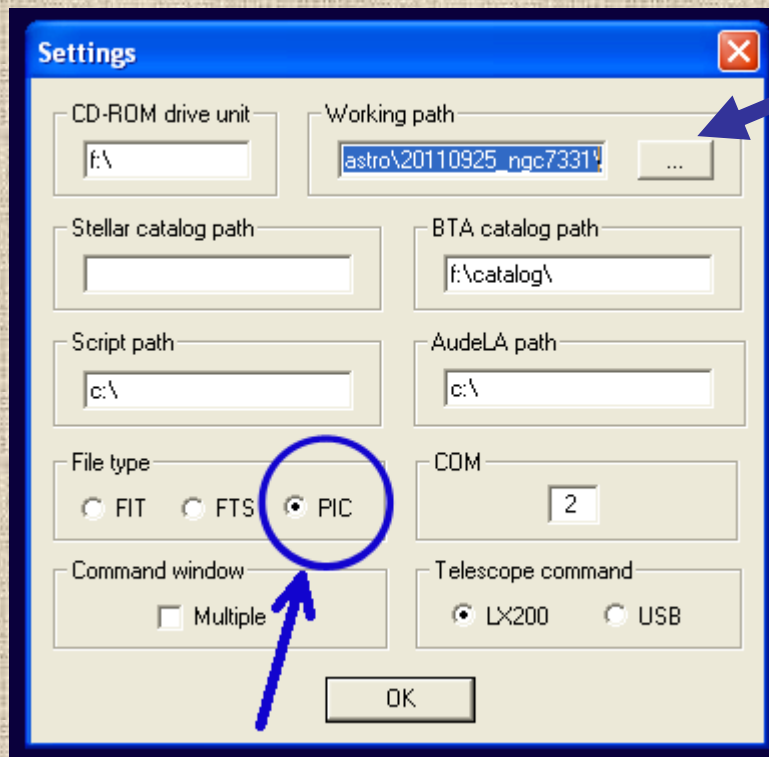 Settings
CD-ROM drive unit
f:\
Working path
astro\20110925_ngc7331\
...
Stellar catalog path
BTA catalog path
f:\catalog\
Script path
c:\
AudeLA path
c:\
File type
FIT FTS PIC
COM
2
Command window
Multiple
Telescope command
LX200 USB
OK